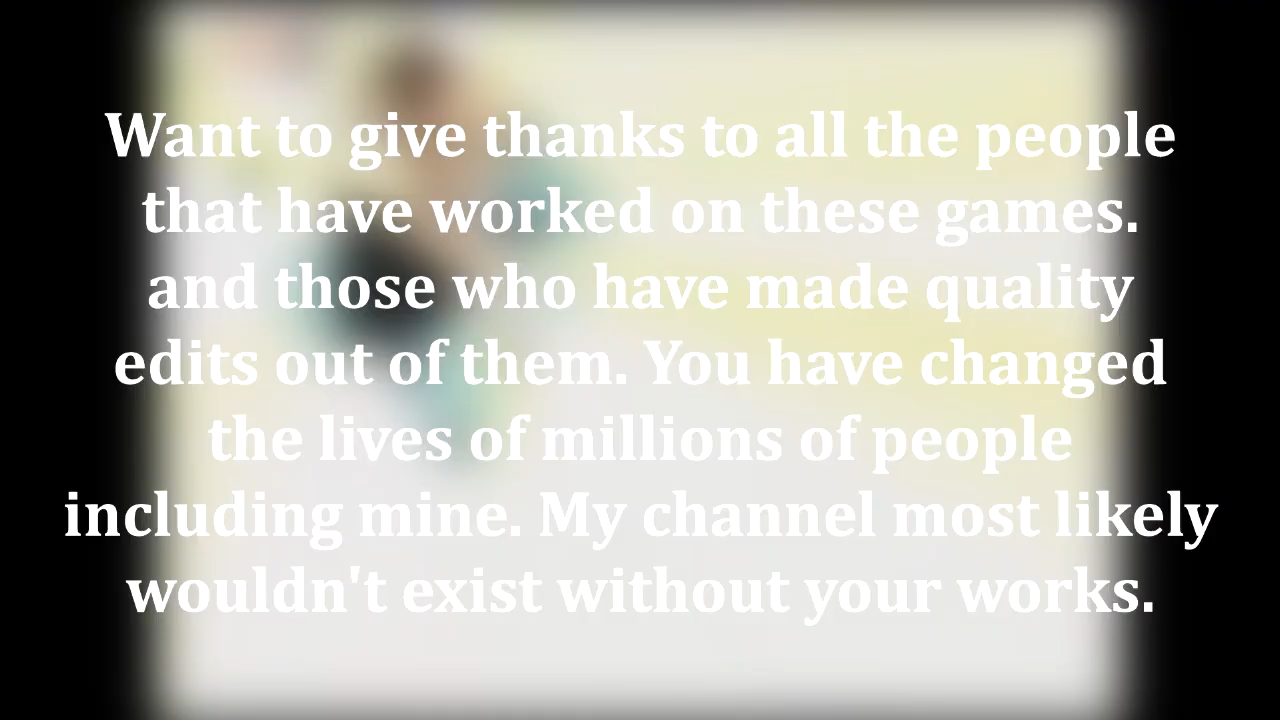 Want to give thanks to all the people
that have worked on these games.
and those who have made quality
edits out of them. You have changed
the lives of millions of people
including mine. My channel most likely
wouldn't exist without your works.